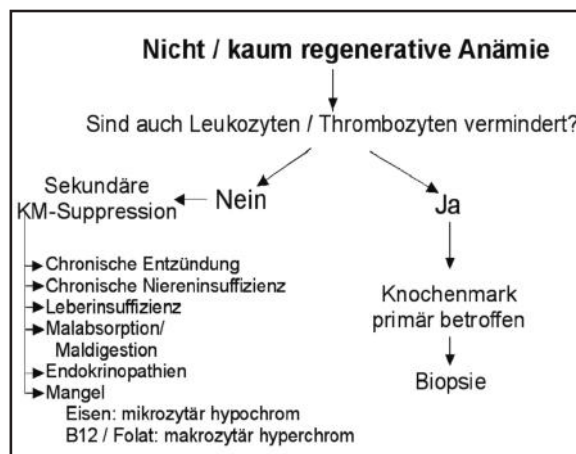 Nicht / kaum regenerative Anämie
Sind auch Leukozyten / Thrombozyten vermindert?
Sekundäre
KM-Suppression
Nein
Ja
Chronische Entzündung
Chronische Niereninsuffizienz
Leberinsuffizienz
Malabsorption/
Maldigestion
Endokrinopathien
Mangel
Eisen: mikrozytär hypochrom
B12 / Folat: makrozytär hyperchrom
Knochenmark
primär betroffen
Biopsie